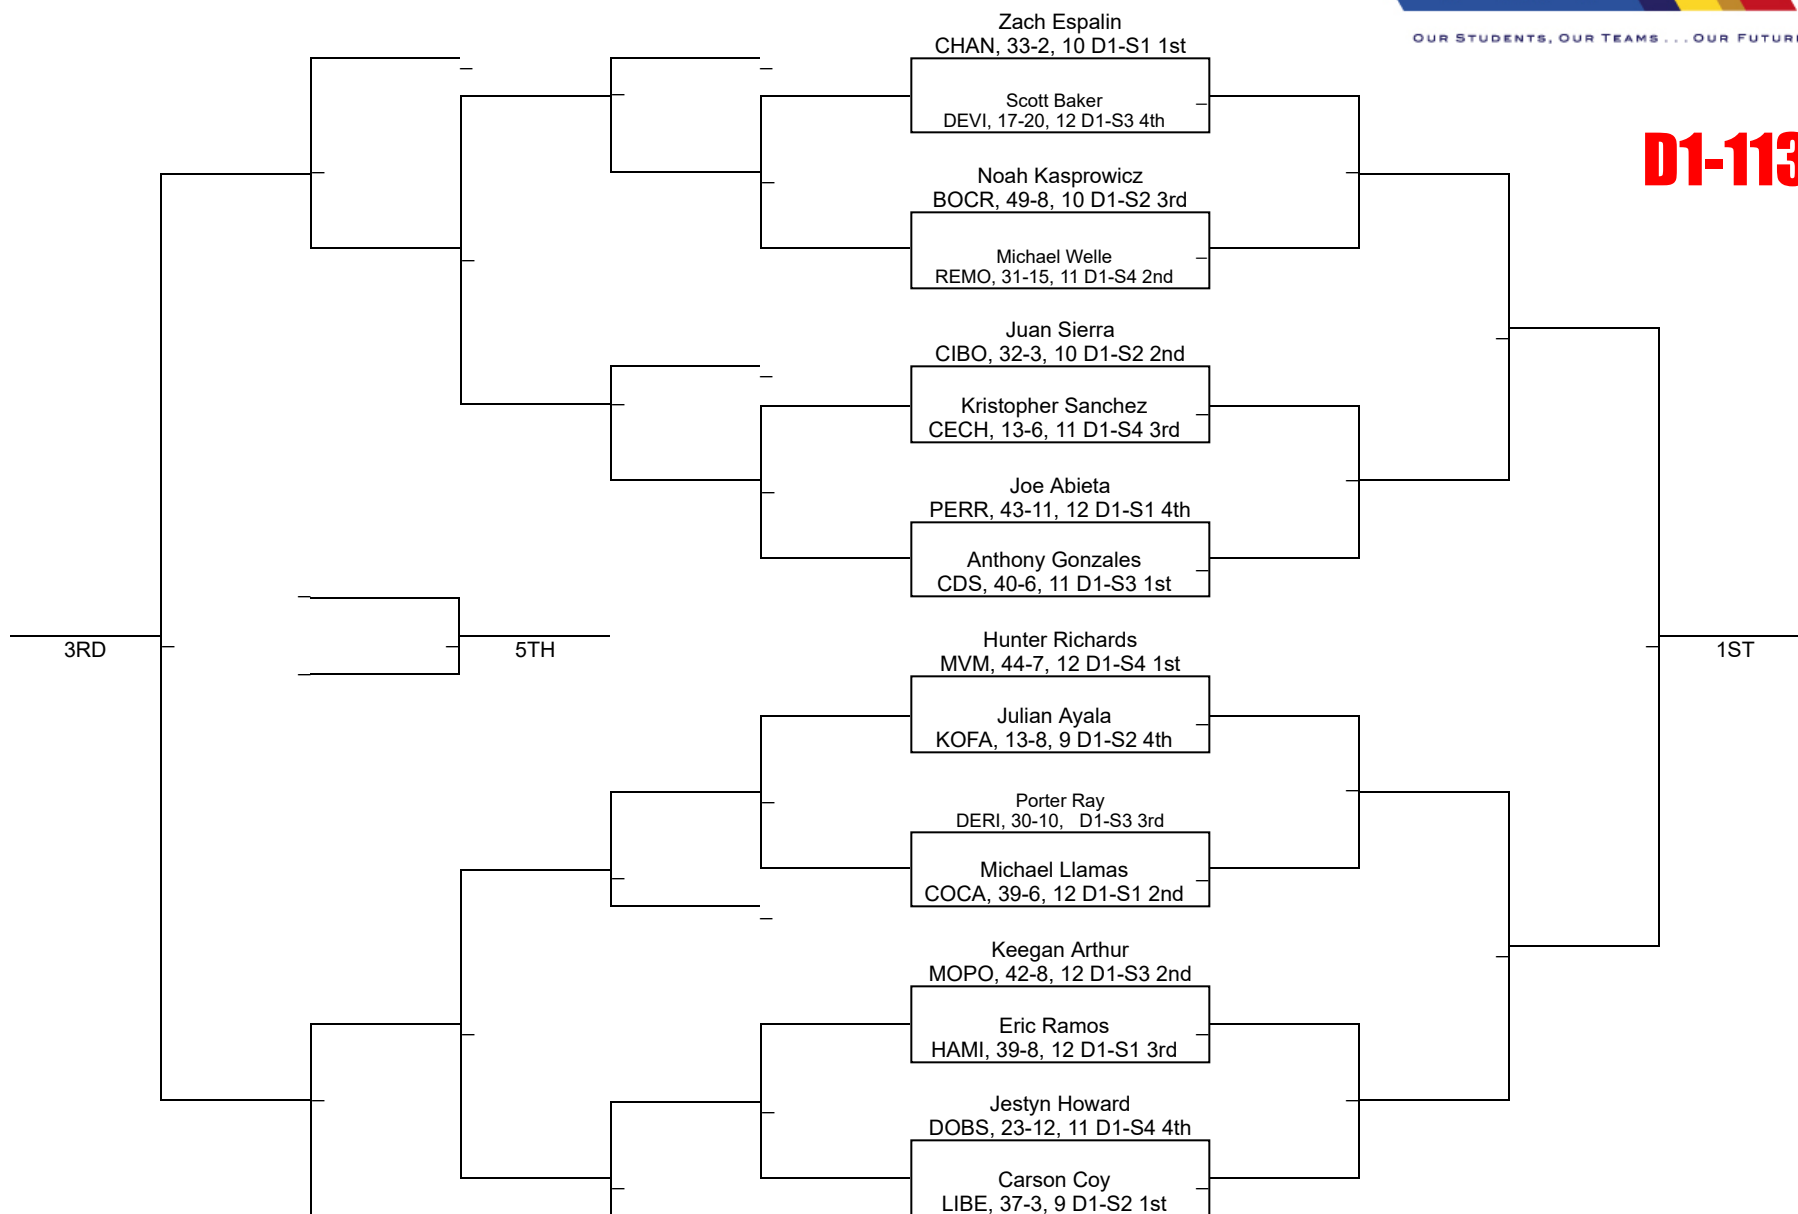 OUR STUDENTS, OUR TEAMS...OUR FUTUR
D1-113
Zach Espalin
CHAN, 33-2, 10 D1-S1 1st
Scott Baker
DEVI, 17-20, 12 D1-S3 4th
Noah Kasprowicz
BOCR, 49-8, 10 D1-S2 3rd
Michael Welle
REMO, 31-15, 11 D1-S4 2nd
Juan Sierra
CIBO, 32-3, 10 D1-S2 2nd
Kristopher Sanchez
CECH, 13-6, 11 D1-S4 3rd
Joe Abieta
PERR, 43-11, 12 D1-S1 4th
Anthony Gonzales
CDS, 40-6, 11 D1-S3 1st
3RD
5TH
1ST
Hunter Richards
MVM, 44-7, 12 D1-S4 1st
Julian Ayala
KOFA, 13-8, 9 D1-S2 4th
Porter Ray
DERI, 30-10, D1-S3 3rd
Michael Llamas
COCA, 39-6, 12 D1-S1 2nd
Keegan Arthur
MOPO, 42-8, 12 D1-S3 2nd
Eric Ramos
HAMI, 39-8, 12 D1-S1 3rd
Jestyn Howard
DOBS, 23-12, 11 D1-S4 4th
Carson Coy
LIBE, 37-3, 9 D1-S2 1st